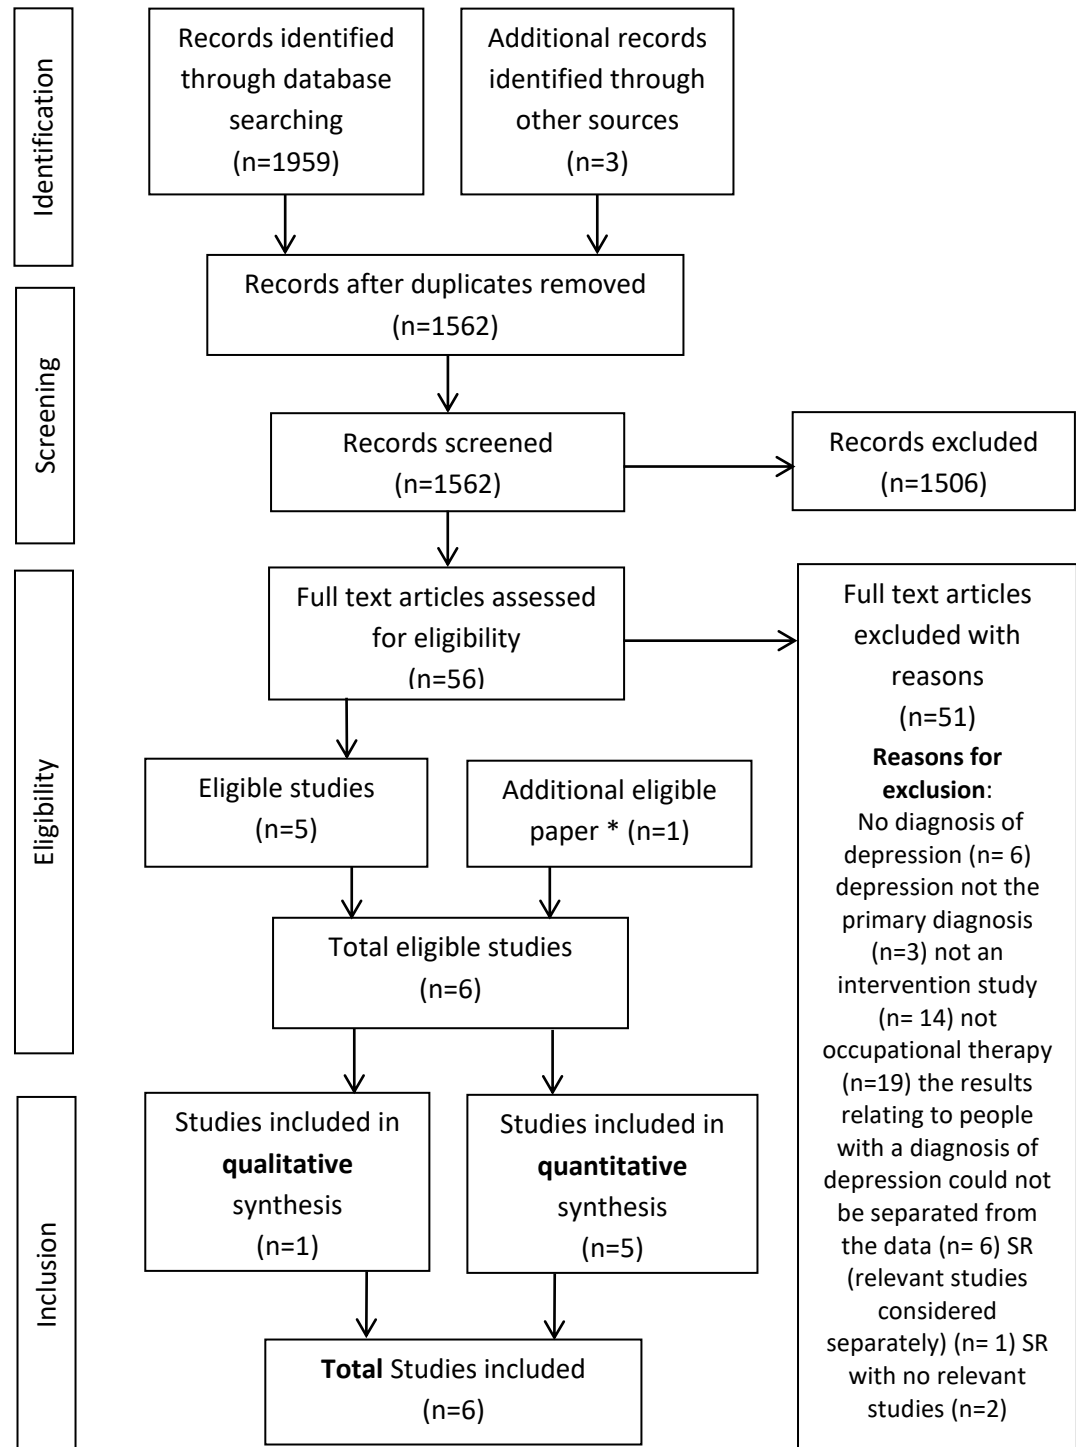 Identification
Records identified
through database
searching
(n=1959)
Additional records
identified through
other sources
(n=3)
Records after duplicates removed
(n=1562)
Screening
Records screened
(n=1562)
Records excluded
(n=1506)
Eligibility
Full text articles assessed
for eligibility
(n=56)
Full text articles
excluded with
reasons
(n=51)
Reasons for
exclusion:
No diagnosis of
depression (n= 6)
depression not the
primary diagnosis
(n=3) not an
intervention study
(n= 14) not
occupational therapy
(n=19) the results
relating to people
with a diagnosis of
depression could not
be separated from
the data (n= 6) SR
(relevant studies
considered
separately) (n= 1) SR
with no relevant
studies (n=2)
Eligible studies
(n=5)
Additional eligible
paper * (n=1)
Total eligible studies
(n=6)
Inclusion
Studies included in
qualitative
synthesis
(n=1)
Studies included in
quantitative
synthesis
(n=5)
Total Studies included
(n=6)